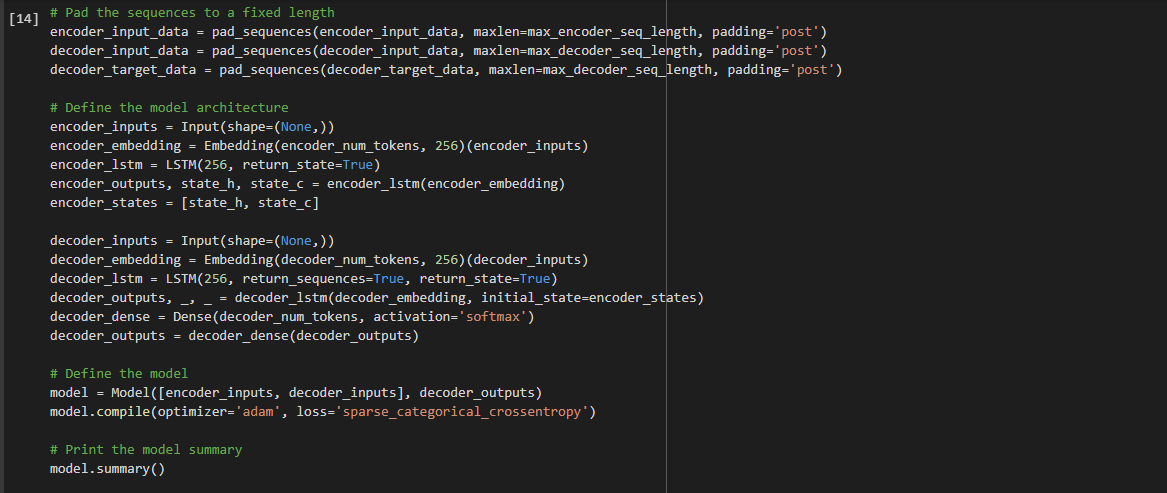 [14] # Pad the sequences to a fixed length
encoder_input_data = pad_sequences(encoder_input_data, maxlen=max_encoder_seq_length, padding='post')
decoder_input_data = pad_sequences(decoder_input_data, maxlen=max_decoder_seq_length, padding='post')
decoder_target_data = pad_sequences(decoder_target_data, maxlen=max_decoder_seq_length, padding='post')

# Define the model architecture
encoder_inputs = Input(shape=(None,))
encoder_embedding = Embedding(encoder_num_tokens, 256)(encoder_inputs)
encoder_lstm = LSTM(256, return_state=True)
encoder_outputs, state_h, state_c = encoder_lstm(encoder_embedding)
encoder_states = [state_h, state_c]

decoder_inputs = Input(shape=(None,))
decoder_embedding = Embedding(decoder_num_tokens, 256)(decoder_inputs)
decoder_lstm = LSTM(256, return_sequences=True, return_state=True)
decoder_outputs, _, _ = decoder_lstm(decoder_embedding, initial_state=encoder_states)
decoder_dense = Dense(decoder_num_tokens, activation='softmax')
decoder_outputs = decoder_dense(decoder_outputs)

# Define the model
model = Model([encoder_inputs, decoder_inputs], decoder_outputs)
model.compile(optimizer='adam', loss='sparse_categorical_crossentropy')

# Print the model summary
model.summary()